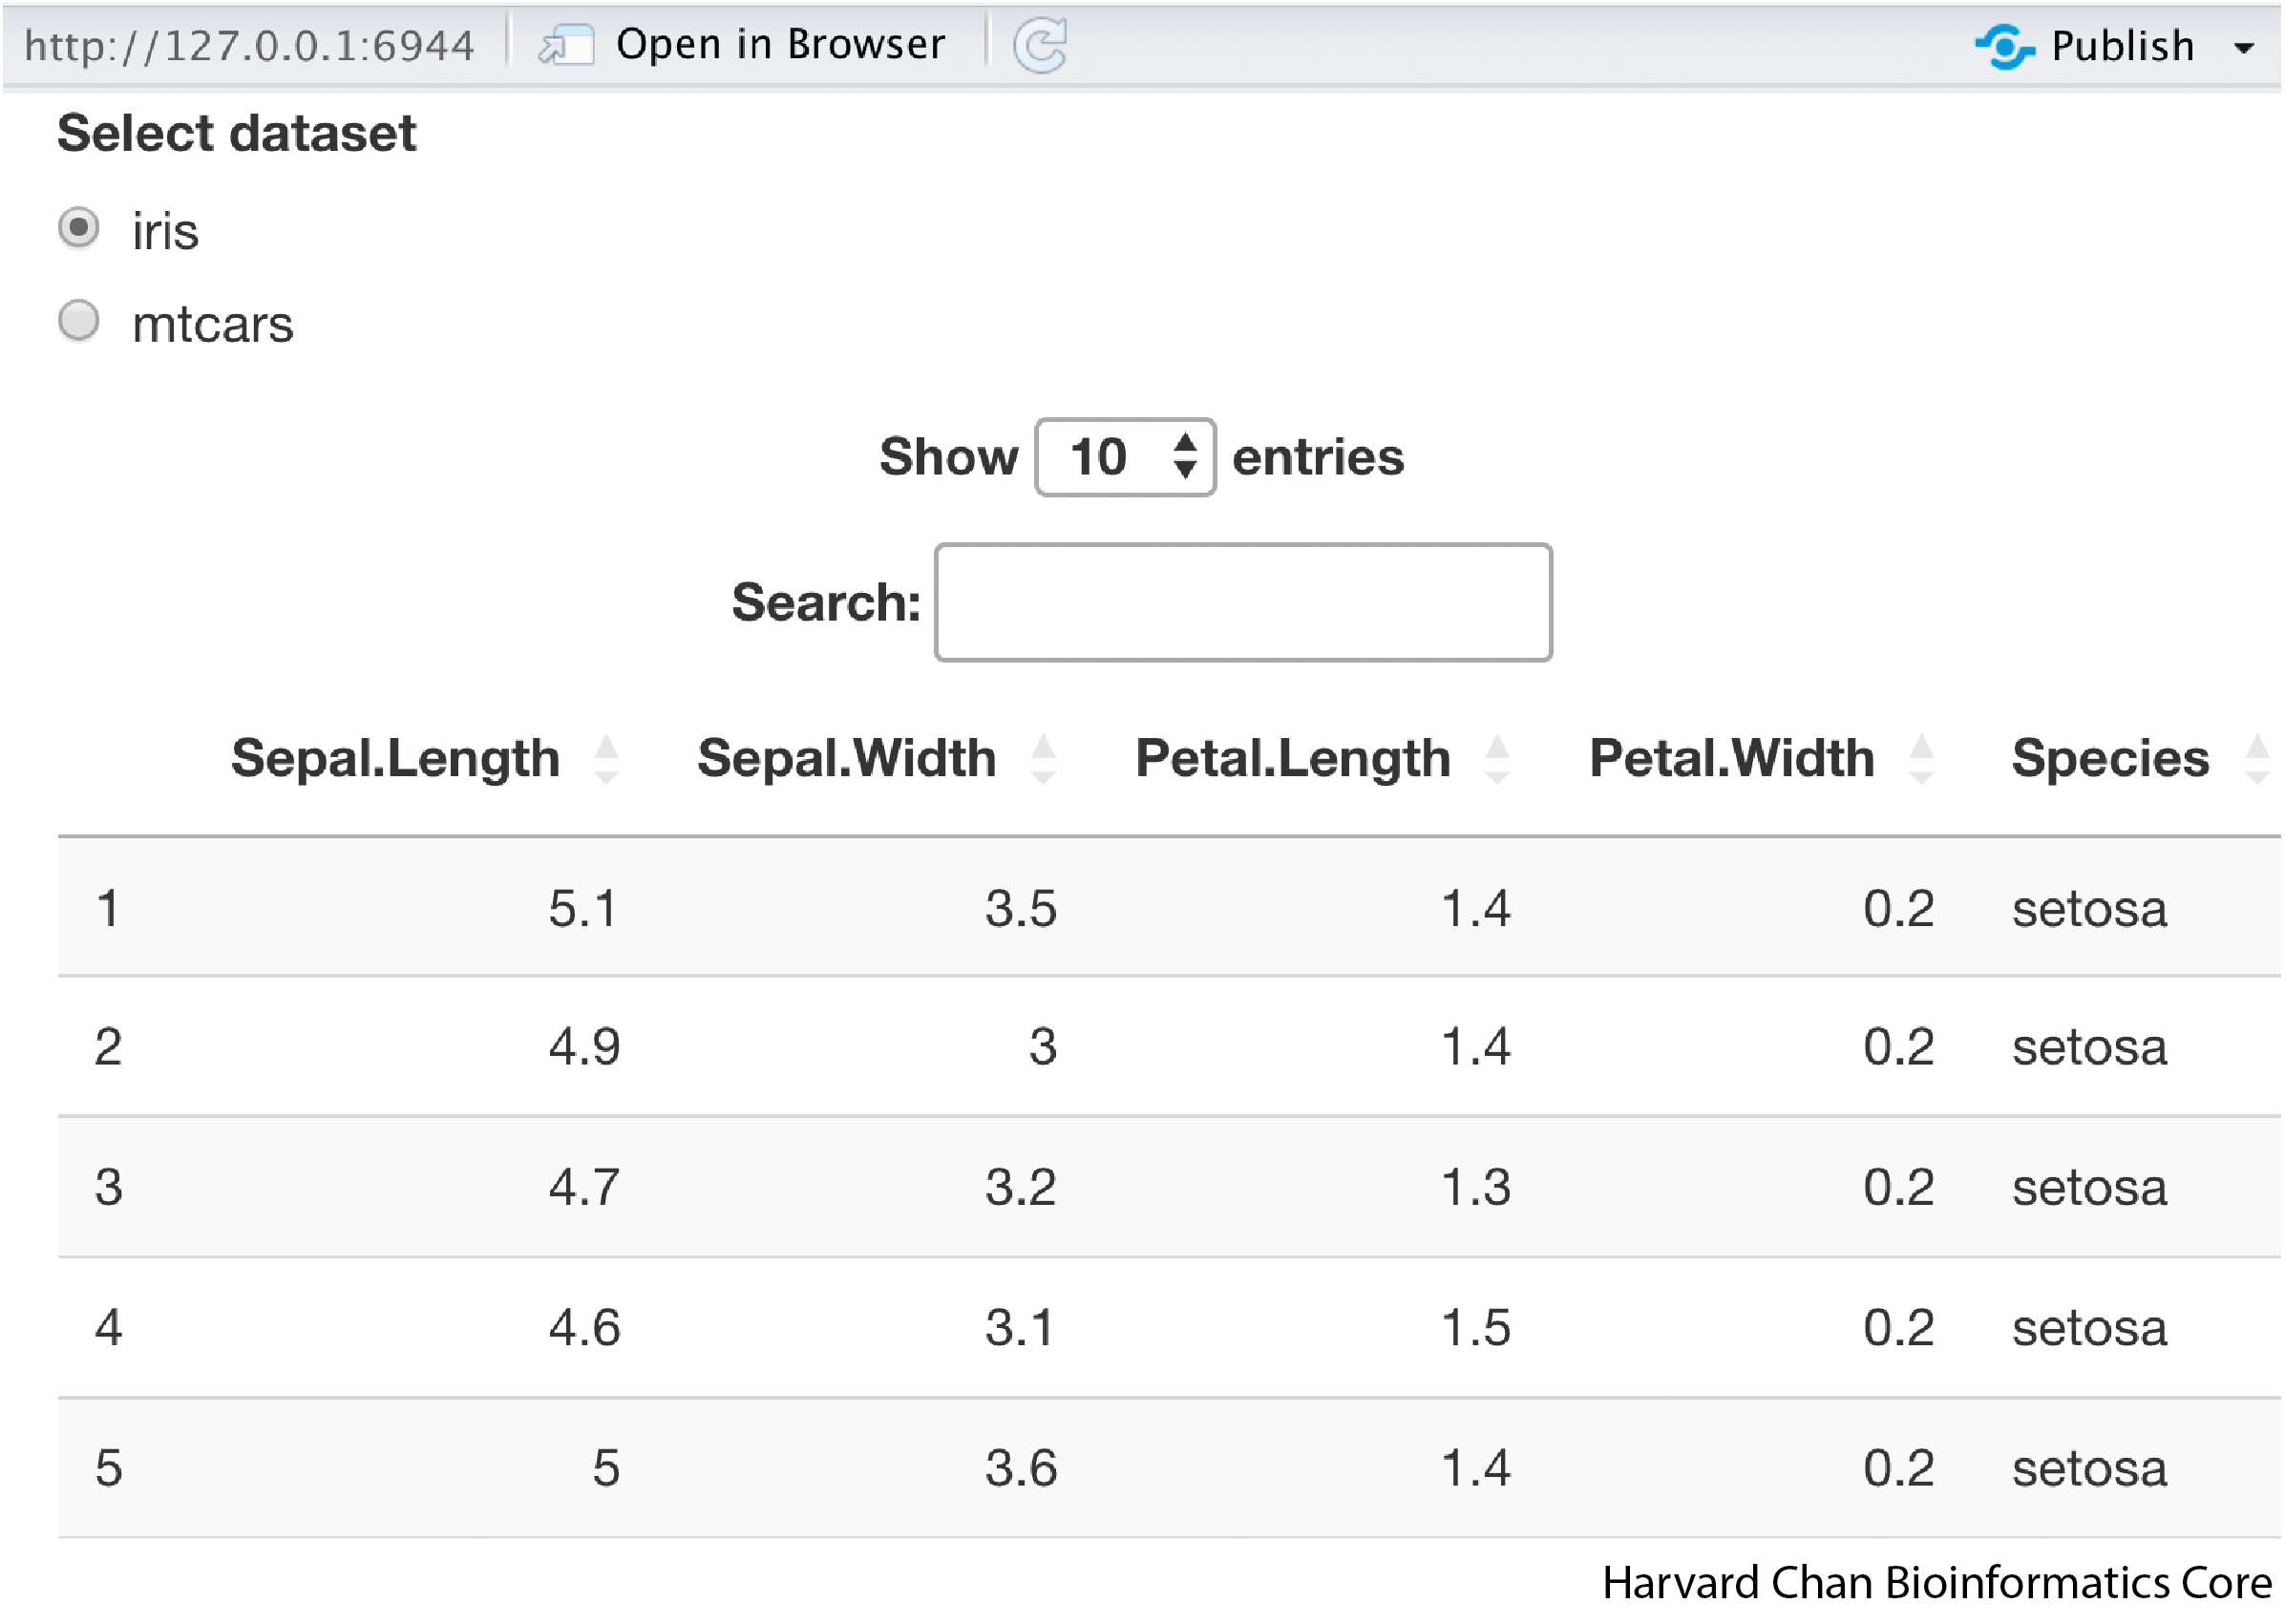 http://127.0.0.1:6944 Open in Browser Publish
Select dataset
iris
mtcars
Show 10 entries
Search:
Sepal.Length Sepal.Width Petal.Length Petal.Width Species
1 5.1 3.5 1.4 0.2 setosa
2 4.9 3 1.4 0.2 setosa
3 4.7 3.2 1.3 0.2 setosa
4 4.6 3.1 1.5 0.2 setosa
5 5 3.6 1.4 0.2 setosa
Harvard Chan Bioinformatics Core